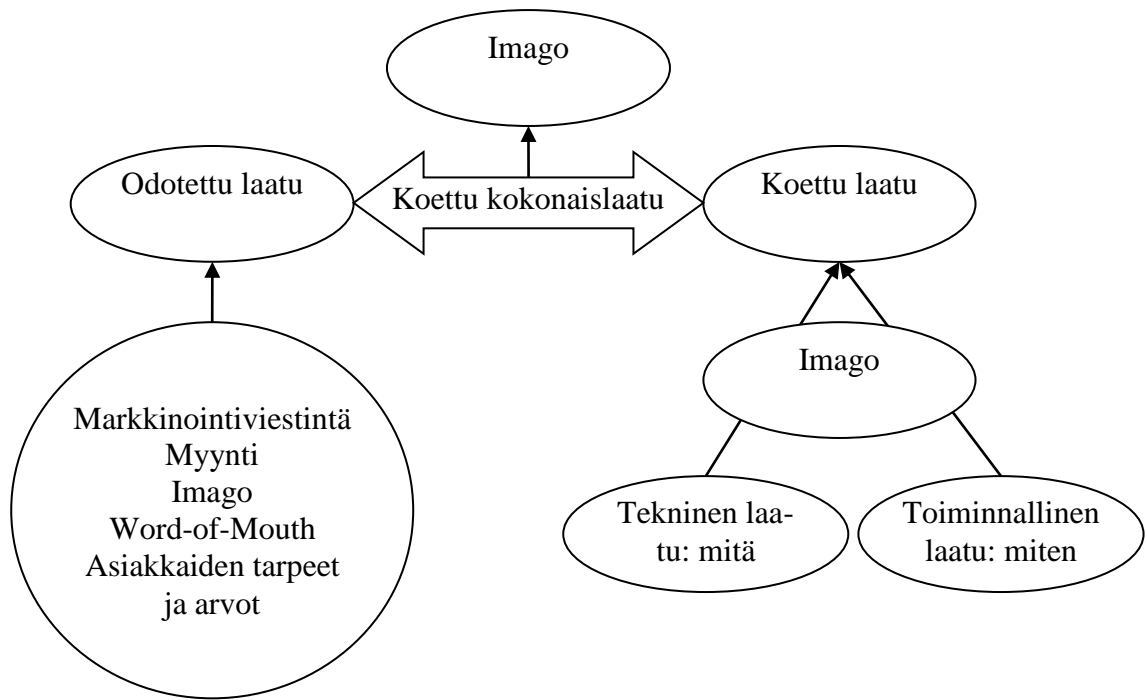 Imago
Odotettu laatu
Koettu kokonaislaatu
Koettu laatu
Markkinointiviestintä
Myynti
Imago
Word-of-Mouth
Asiakkaiden tarpeet
ja arvot
Imago
Tekninen laa-
tu: mitä
Toiminnallinen
laatu: miten